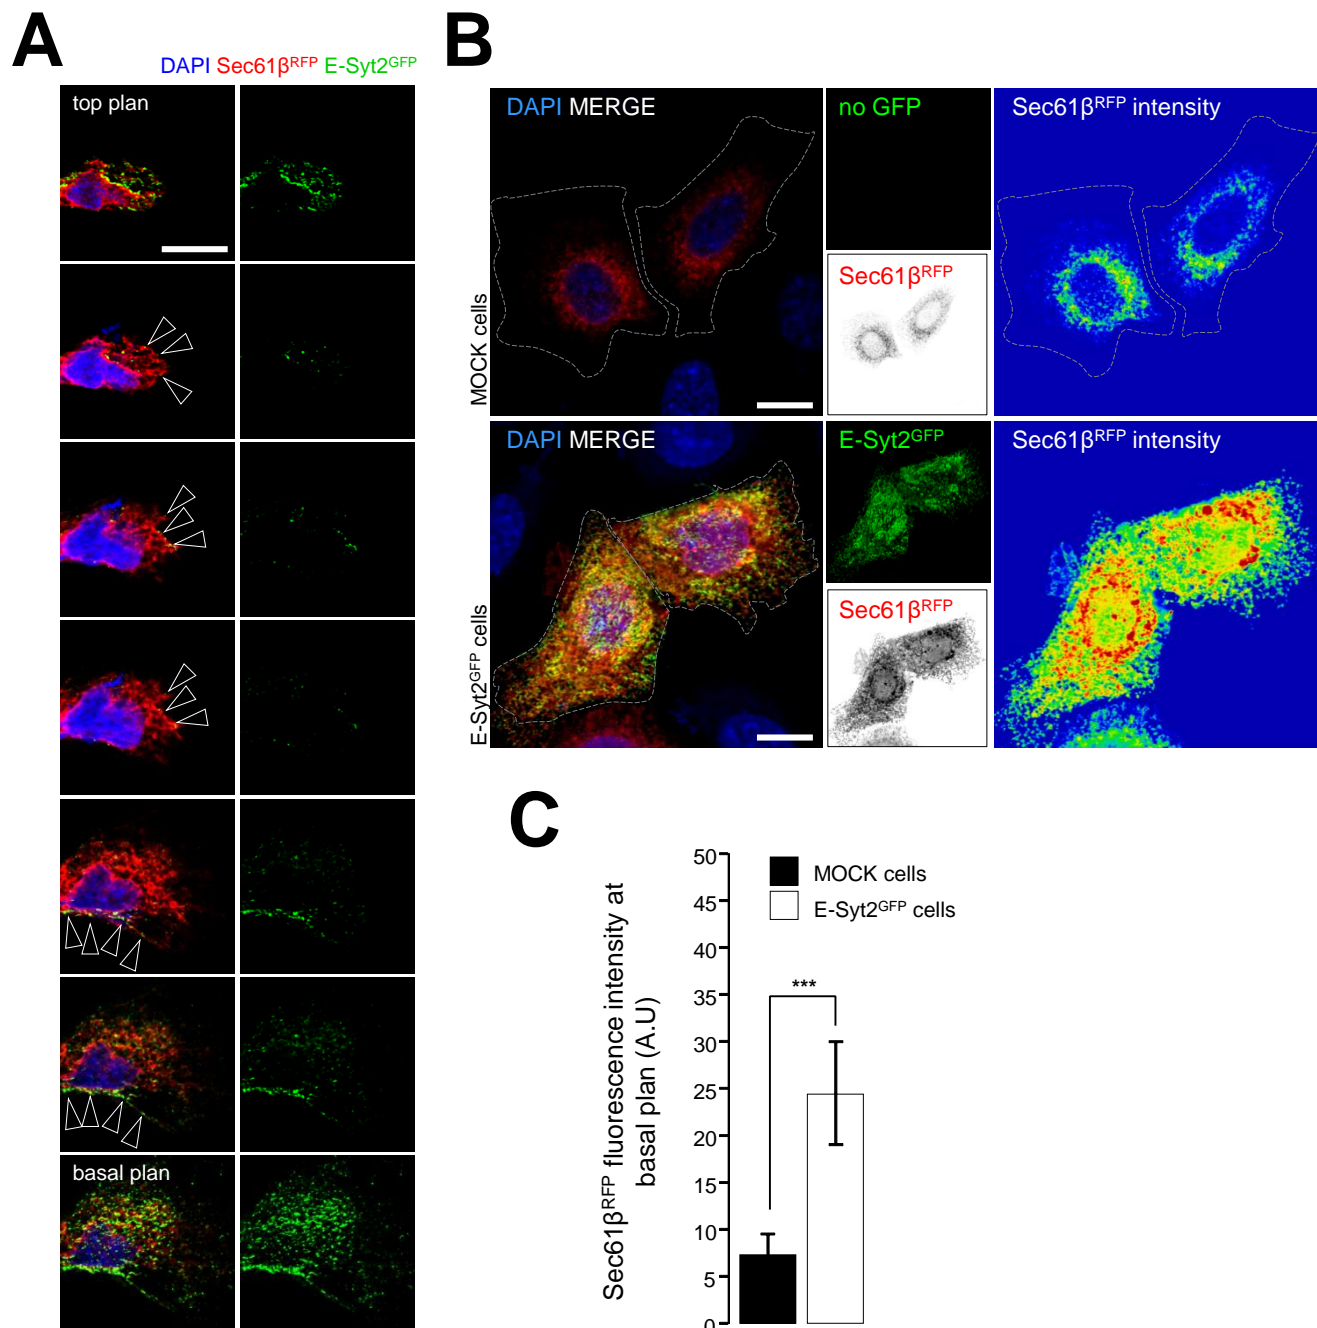 A
DAPI Sec61βRFP E-Syt2GFP
top plan
basal plan
B
DAPI MERGE
no GFP
Sec61βRFP
Sec61βRFP intensity
MOCK cells
DAPI MERGE
E-Syt2GFP
Sec61βRFP
Sec61βRFP intensity
E-Syt2GFP cells
C
Sec61βRFP fluorescence intensity at
basal plan (A.U)
50
45
40
35
30
25
20
15
10
5
0
MOCK cells
E-Syt2GFP cells
***